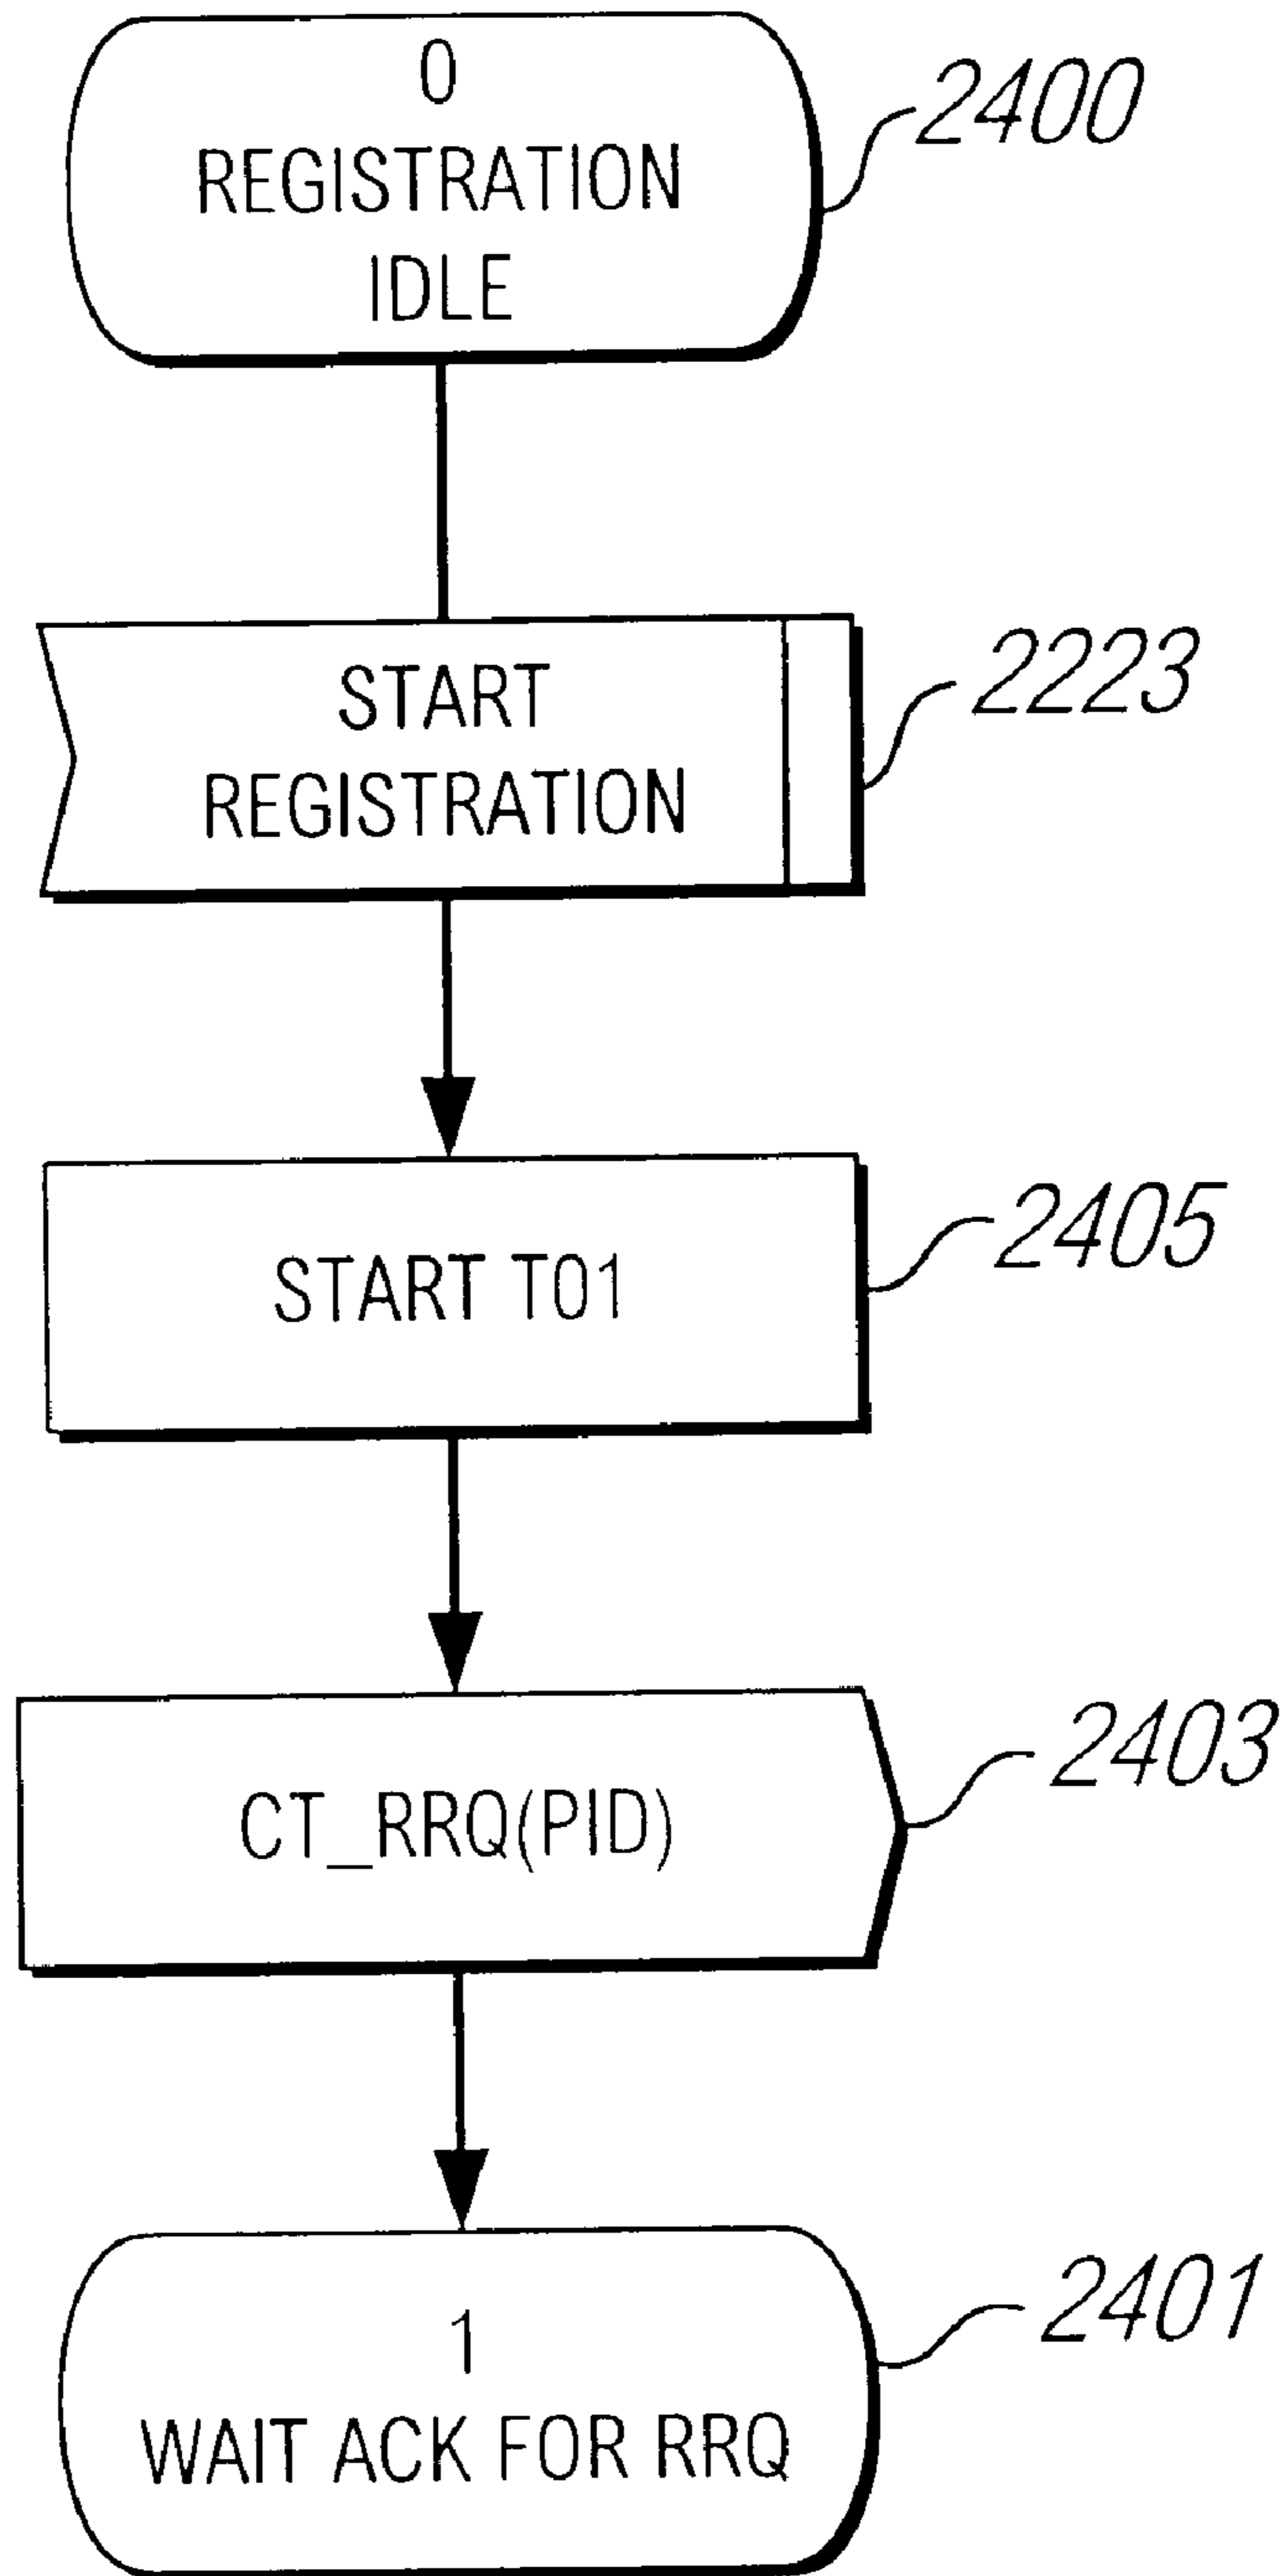 0
REGISTRATION
IDLE
2400
START
REGISTRATION
2223
START T01
2405
CT_RRQ(PID)
2403
1
WAIT ACK FOR RRQ
2401